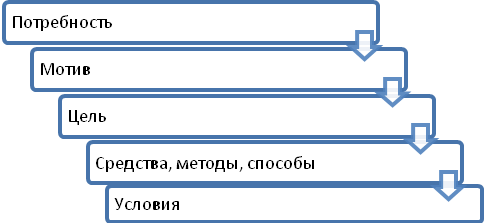 Потребность
Мотив
Цель
Средства, методы, способы
Условия